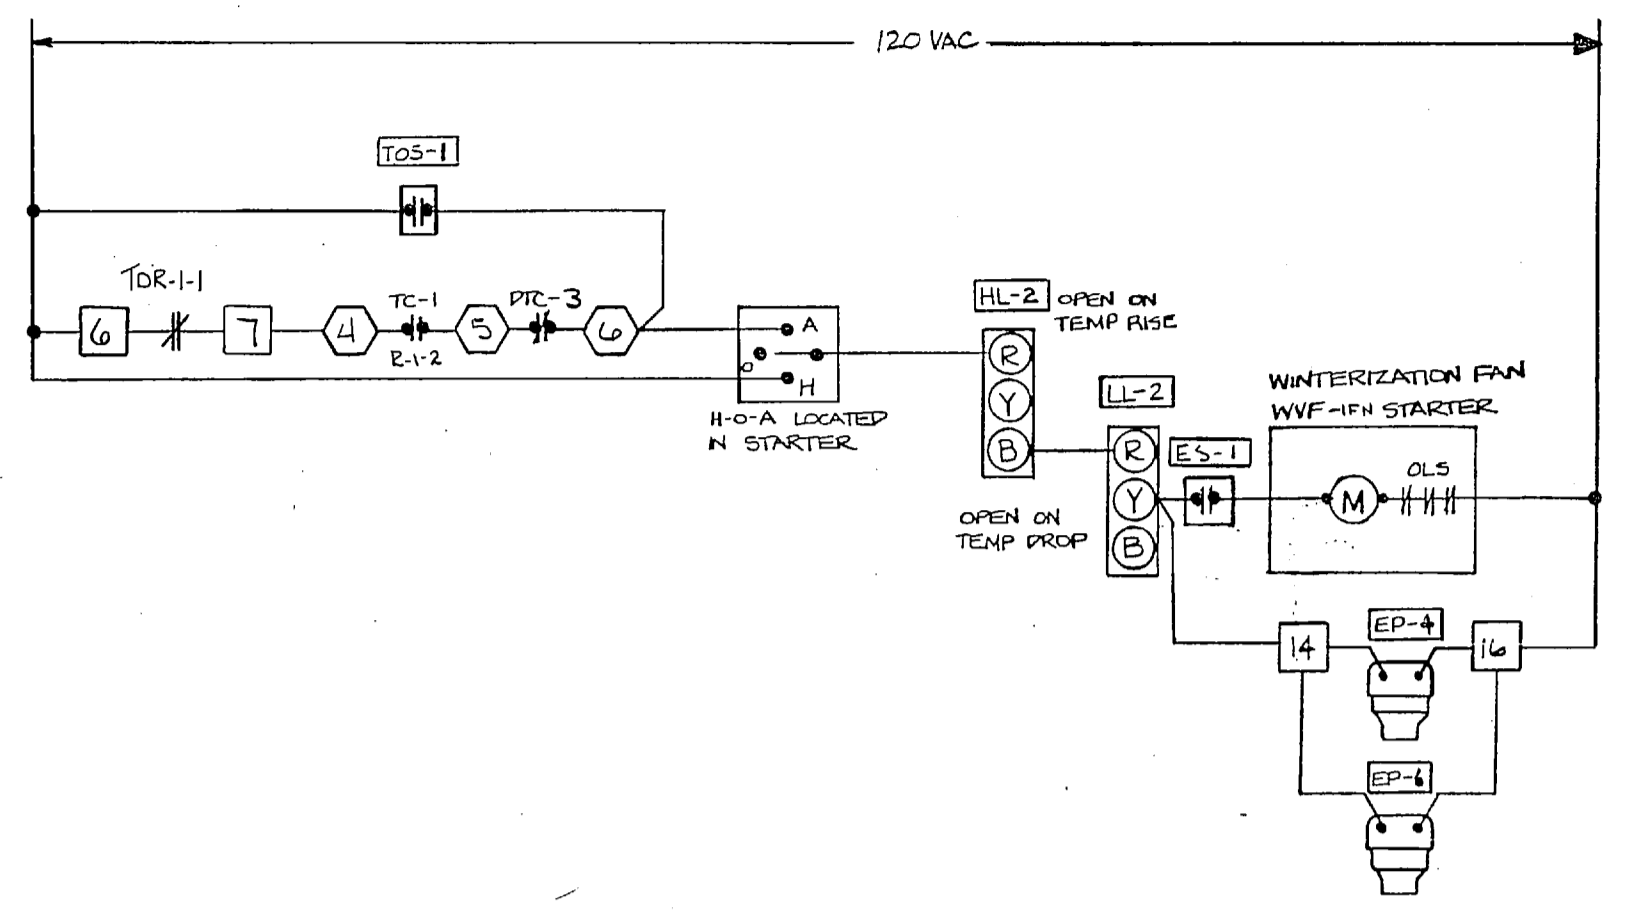 120 VAC
TOS-1
TDR-1-1
6
7
4
TC-1
R-1-2
5
DTC-3
6
A
O
H
H-O-A LOCATED
IN STARTER
HL-2
OPEN ON
TEMP RISE
R
Y
B
OPEN ON
TEMP DROP
LL-2
R
Y
B
ES-1
WINTERIZATION FAN
WVF-1FN STARTER
M
OLS
14
EP-4
16
EP-6